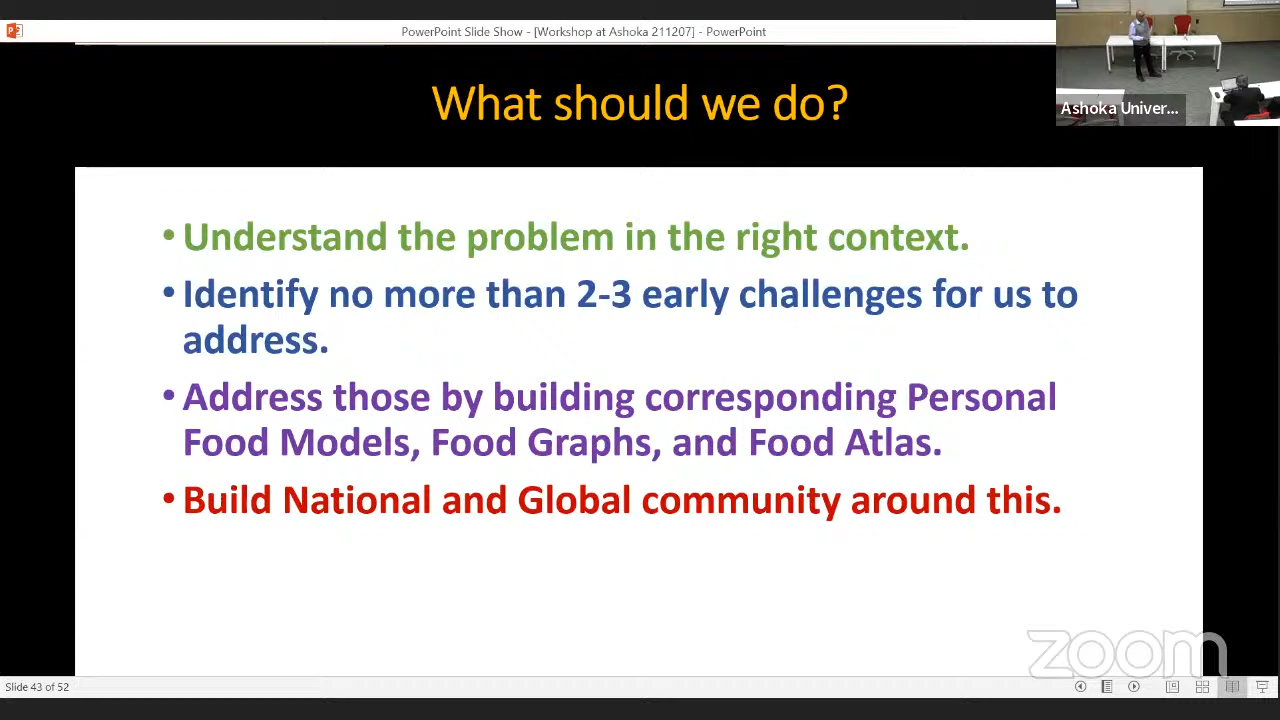 PowerPoint Slide Show - [Workshop at Ashoka 211207] - PowerPoint
Ashoka Univer...
What should we do?
• Understand the problem in the right context.
• Identify no more than 2-3 early challenges for us to
address.
• Address those by building corresponding Personal
Food Models, Food Graphs, and Food Atlas.
• Build National and Global community around this.
zoom
Slide 43 of 52